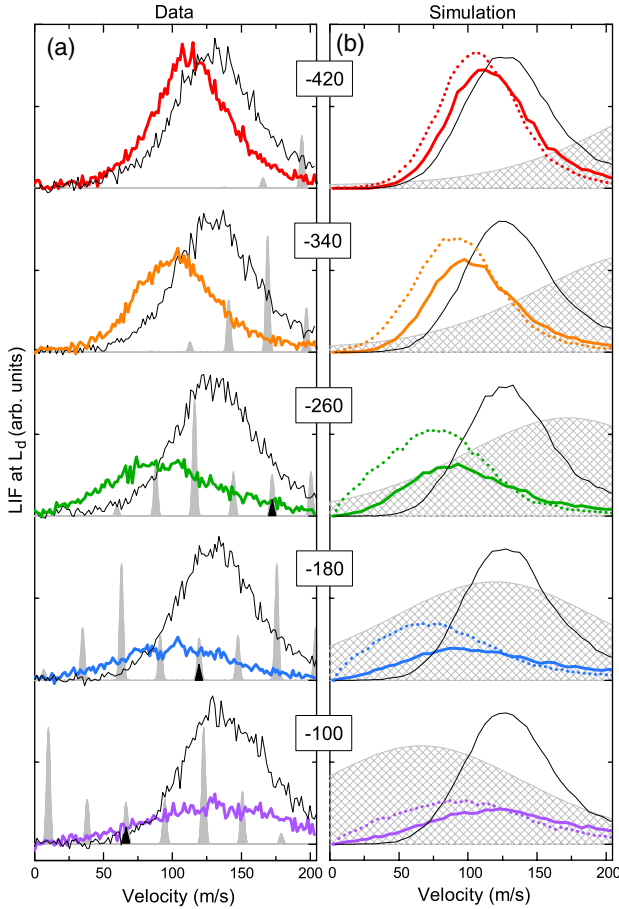 Data Simulation
(a) (b)
-420
-340
-260
-180
-100
LIF at L_d (arb. units)
0 50 100 150 200 0 50 100 150 200
Velocity (m/s) Velocity (m/s)